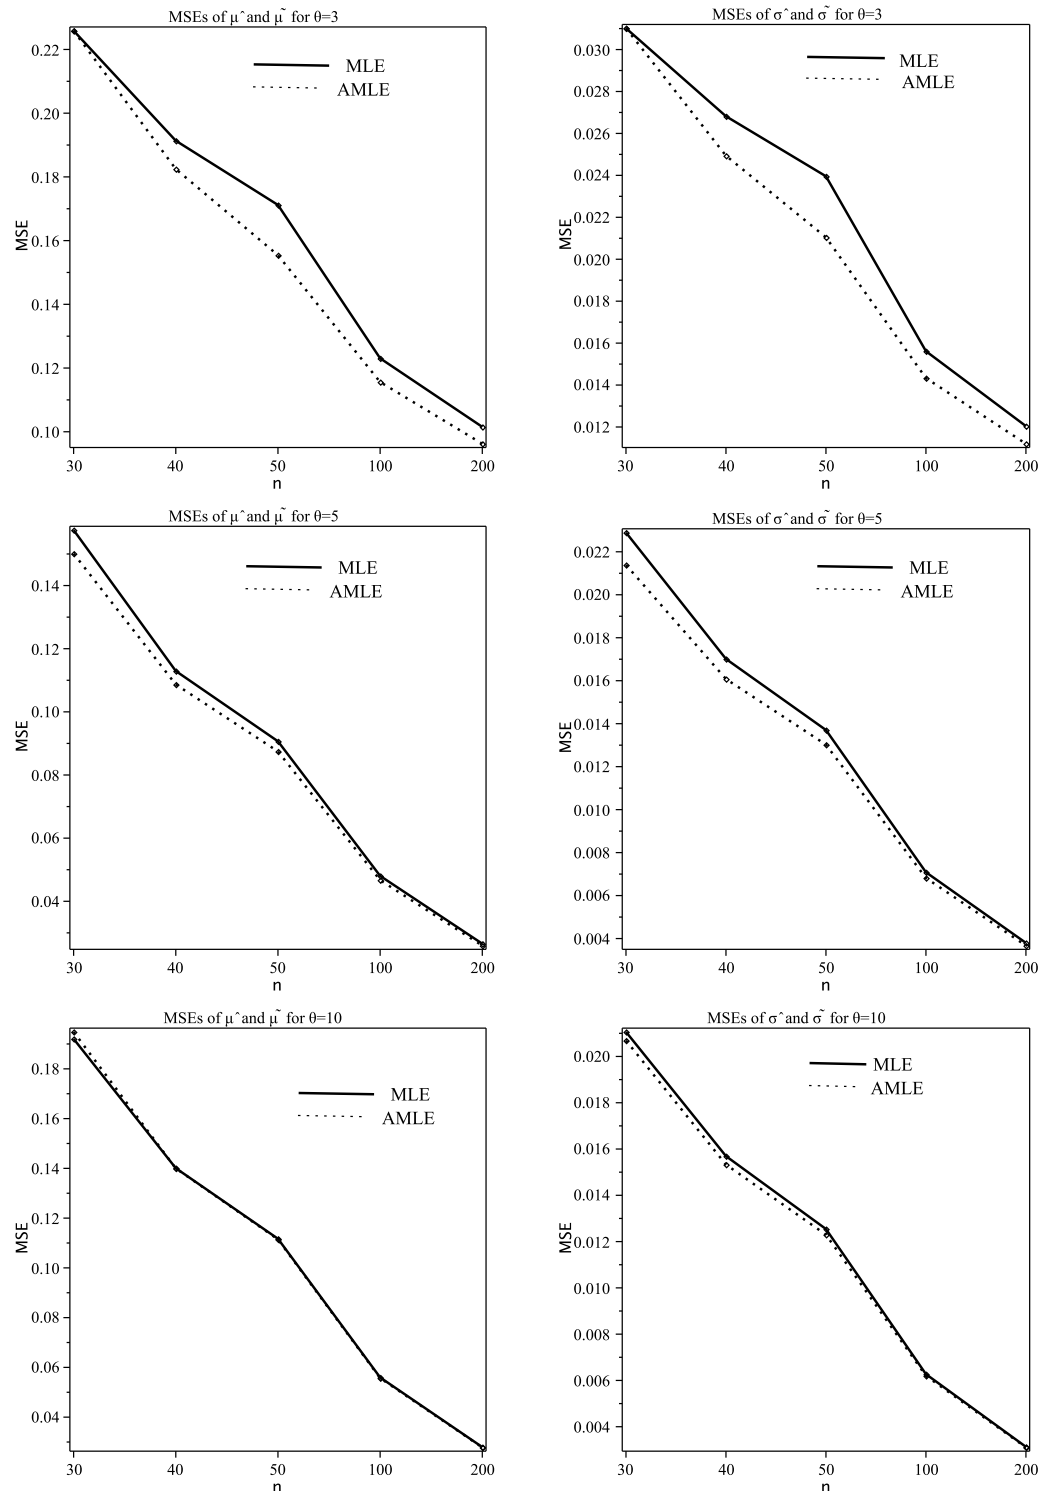 MSEs of μˆ and μ˜ for θ=3
MLE
AMLE
0.22
0.20
0.18
0.16
0.14
0.12
0.10
MSE
30 40 50 100 200
n
MSEs of σˆ and σ˜ for θ=3
MLE
AMLE
0.030
0.028
0.026
0.024
0.022
0.020
0.018
0.016
0.014
0.012
MSE
30 40 50 100 200
n
MSEs of μˆ and μ˜ for θ=5
MLE
AMLE
0.14
0.12
0.10
0.08
0.06
0.04
MSE
30 40 50 100 200
n
MSEs of σˆ and σ˜ for θ=5
MLE
AMLE
0.022
0.020
0.018
0.016
0.014
0.012
0.010
0.008
0.006
0.004
MSE
30 40 50 100 200
n
MSEs of μˆ and μ˜ for θ=10
MLE
AMLE
0.18
0.16
0.14
0.12
0.10
0.08
0.06
0.04
MSE
30 40 50 100 200
n
MSEs of σˆ and σ˜ for θ=10
MLE
AMLE
0.020
0.018
0.016
0.014
0.012
0.010
0.008
0.006
0.004
MSE
30 40 50 100 200
n